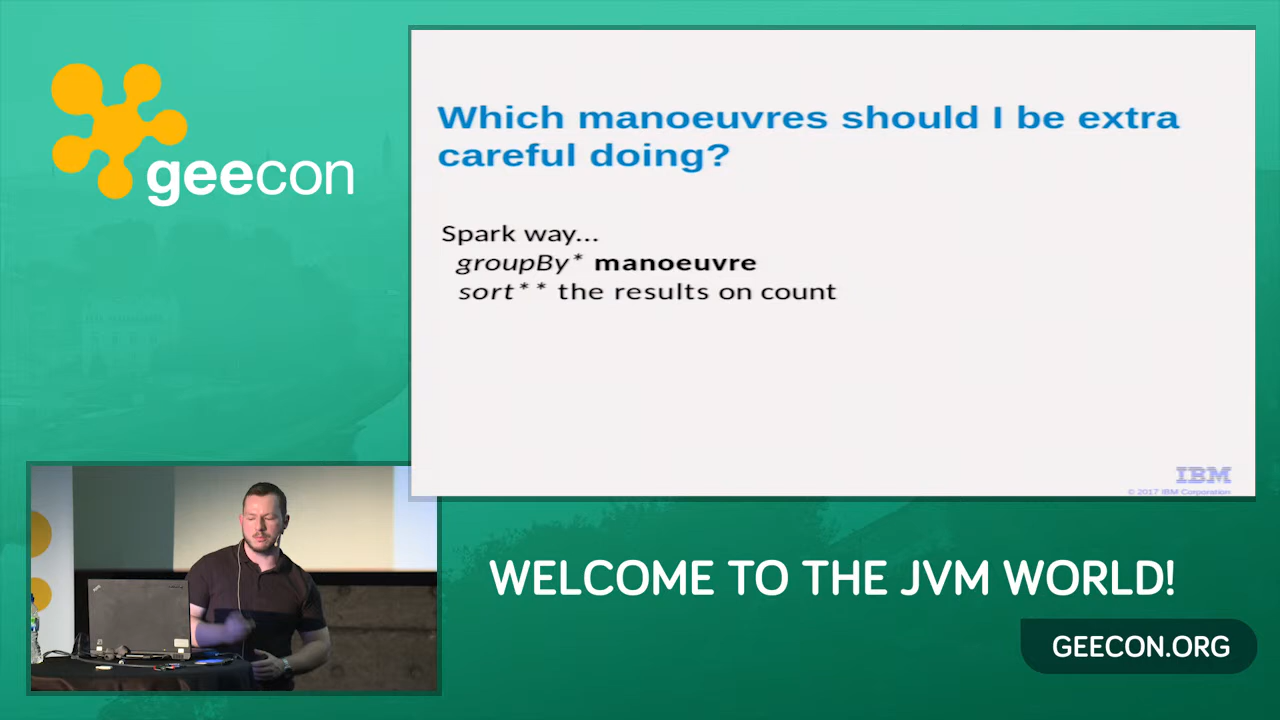 geecon
Which manoeuvres should I be extra
careful doing?
Spark way...
groupBy* manoeuvre
sort** the results on count
IBM
© 2017 IBM Corporation
WELCOME TO THE JVM WORLD!
GEECON.ORG